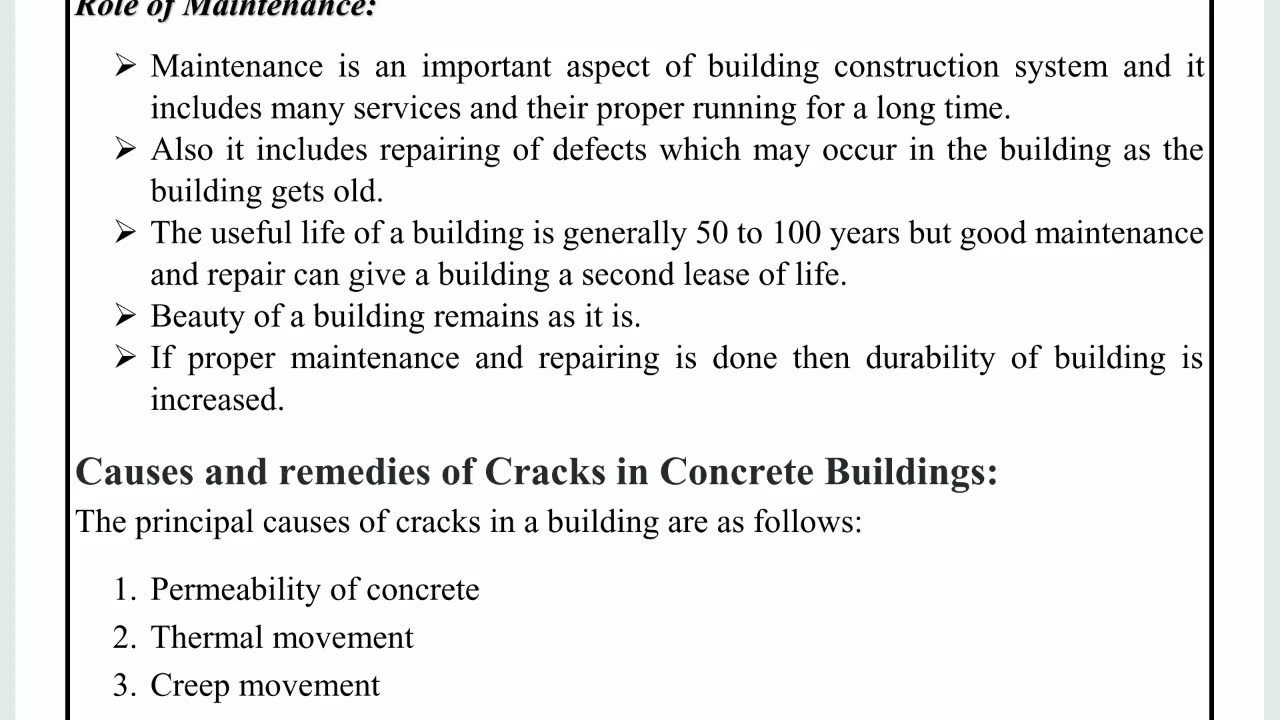 Role of Maintenance:
➢ Maintenance is an important aspect of building construction system and it
includes many services and their proper running for a long time.
➢ Also it includes repairing of defects which may occur in the building as the
building gets old.
➢ The useful life of a building is generally 50 to 100 years but good maintenance
and repair can give a building a second lease of life.
➢ Beauty of a building remains as it is.
➢ If proper maintenance and repairing is done then durability of building is
increased.
Causes and remedies of Cracks in Concrete Buildings:
The principal causes of cracks in a building are as follows:
1. Permeability of concrete
2. Thermal movement
3. Creep movement